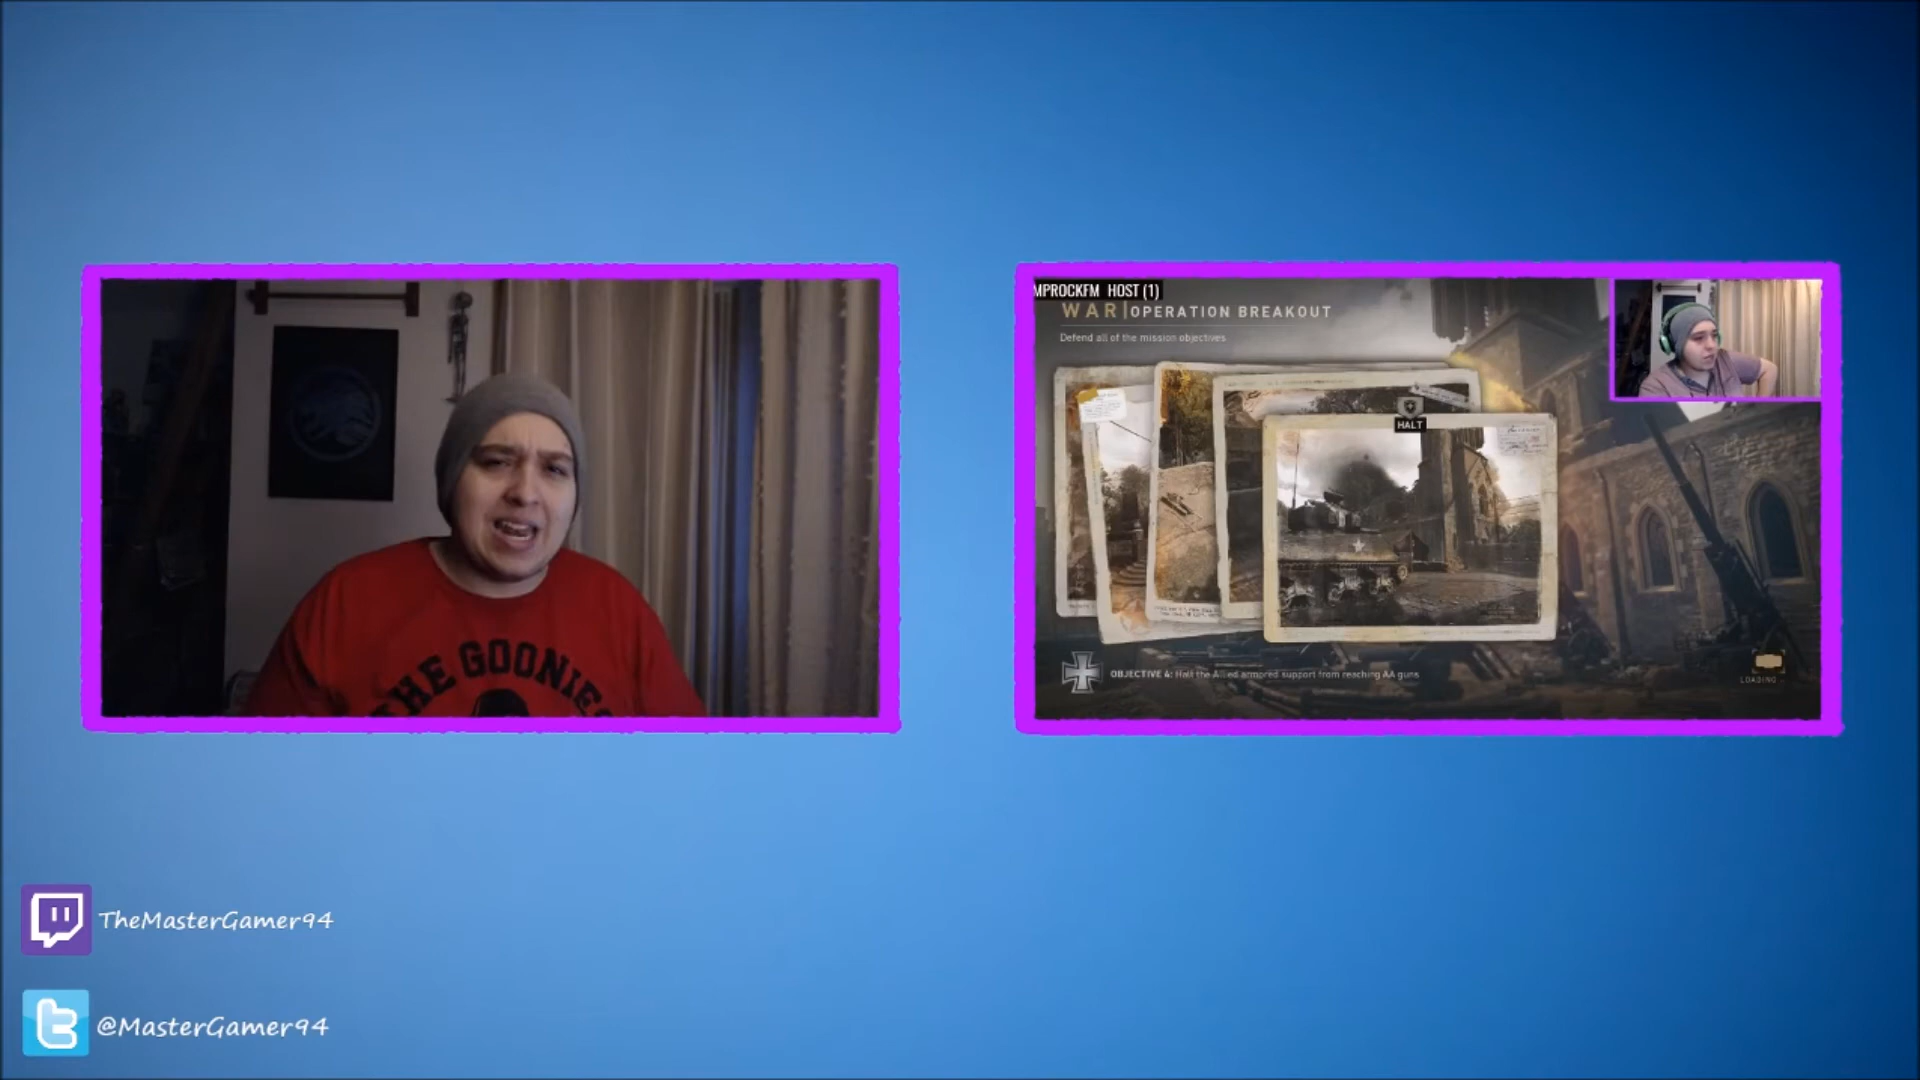 THE GOONIES
MPROCKFM HOST (1)
WAR OPERATION BREAKOUT
Defend all of the mission objectives
HALT
OBJECTIVE 4: Halt the Allied armored support from reaching AA guns
LOADING
TheMasterGamer94
@MasterGamer94